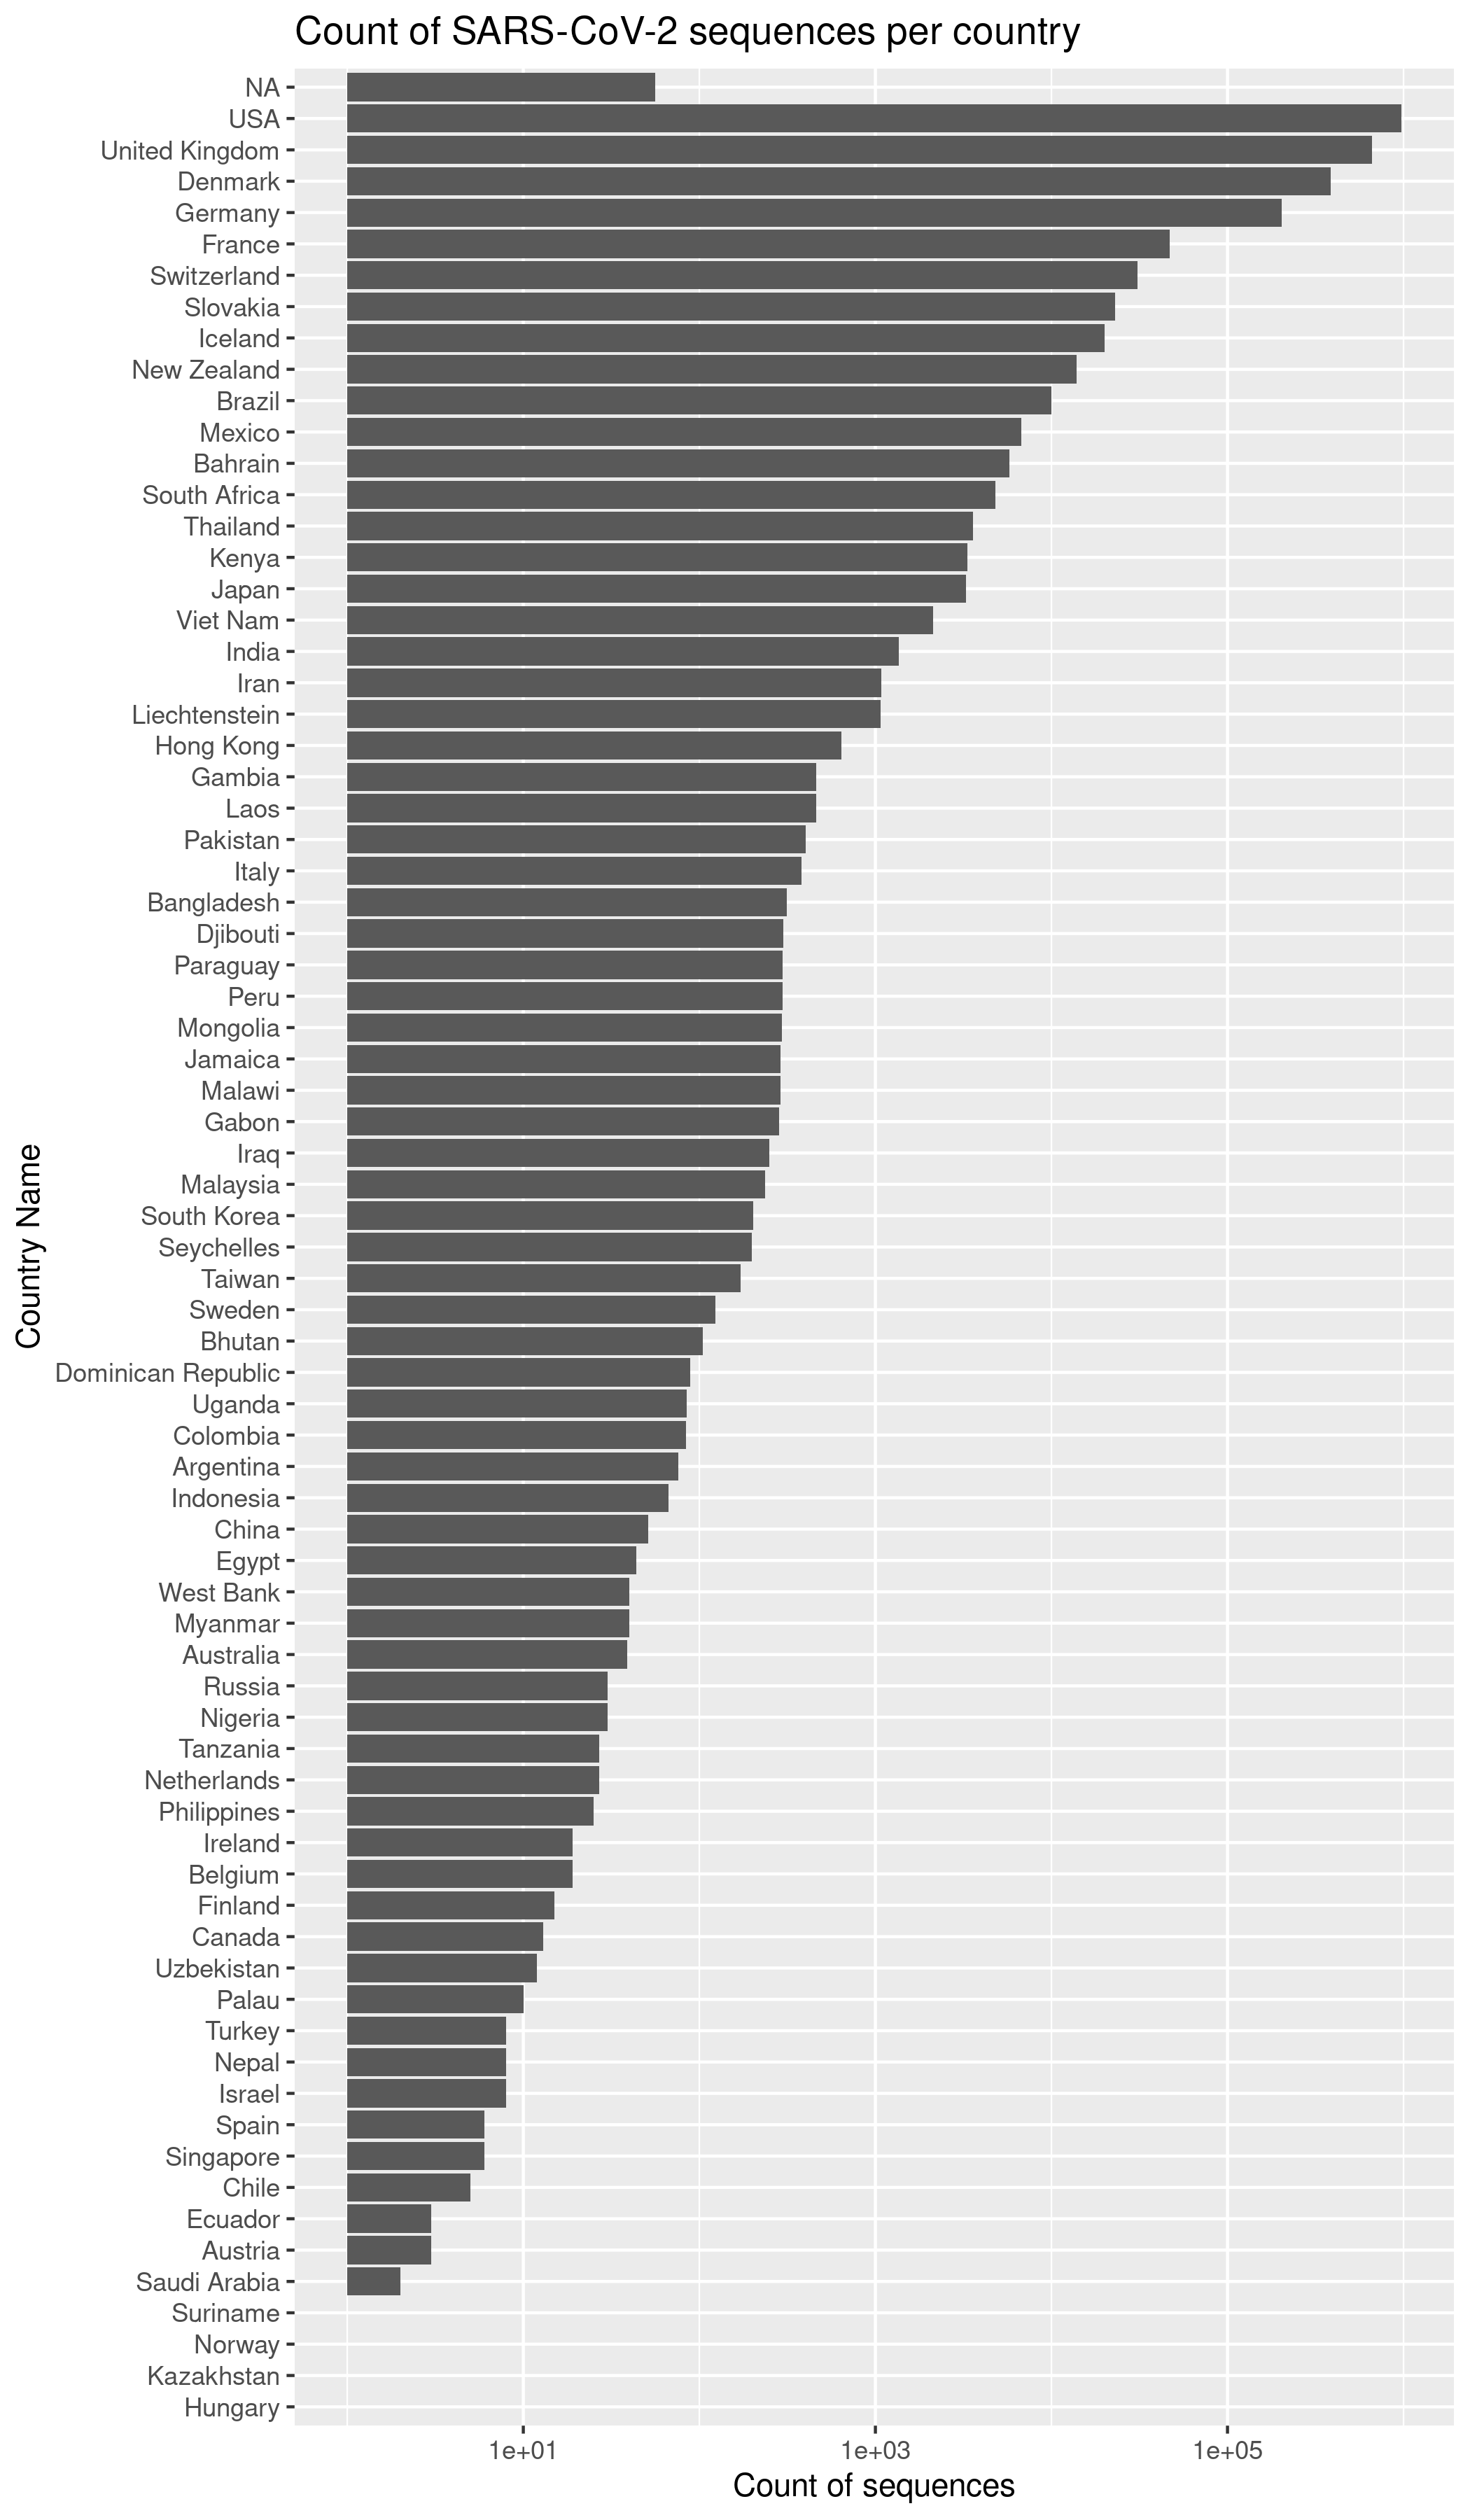 Count of SARS-CoV-2 sequences per country
NA
USA
United Kingdom
Denmark
Germany
France
Switzerland
Slovakia
Iceland
New Zealand
Brazil
Mexico
Bahrain
South Africa
Thailand
Kenya
Japan
Viet Nam
India
Iran
Liechtenstein
Hong Kong
Gambia
Laos
Pakistan
Italy
Bangladesh
Djibouti
Paraguay
Peru
Mongolia
Jamaica
Malawi
Gabon
Iraq
Malaysia
South Korea
Seychelles
Taiwan
Sweden
Bhutan
Dominican Republic
Uganda
Colombia
Argentina
Indonesia
China
Egypt
West Bank
Myanmar
Australia
Russia
Nigeria
Tanzania
Netherlands
Philippines
Ireland
Belgium
Finland
Canada
Uzbekistan
Palau
Turkey
Nepal
Israel
Spain
Singapore
Chile
Ecuador
Austria
Saudi Arabia
Suriname
Norway
Kazakhstan
Hungary
Country Name
1e+01 1e+03 1e+05
Count of sequences